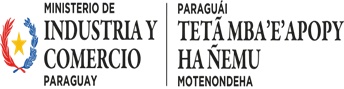 MINISTERIO DE
INDUSTRIA Y
COMERCIO
PARAGUAY
PARAGUÁI
TETÃ MBA'E'APOPY
HA ÑEMU
MOTENONDEHA